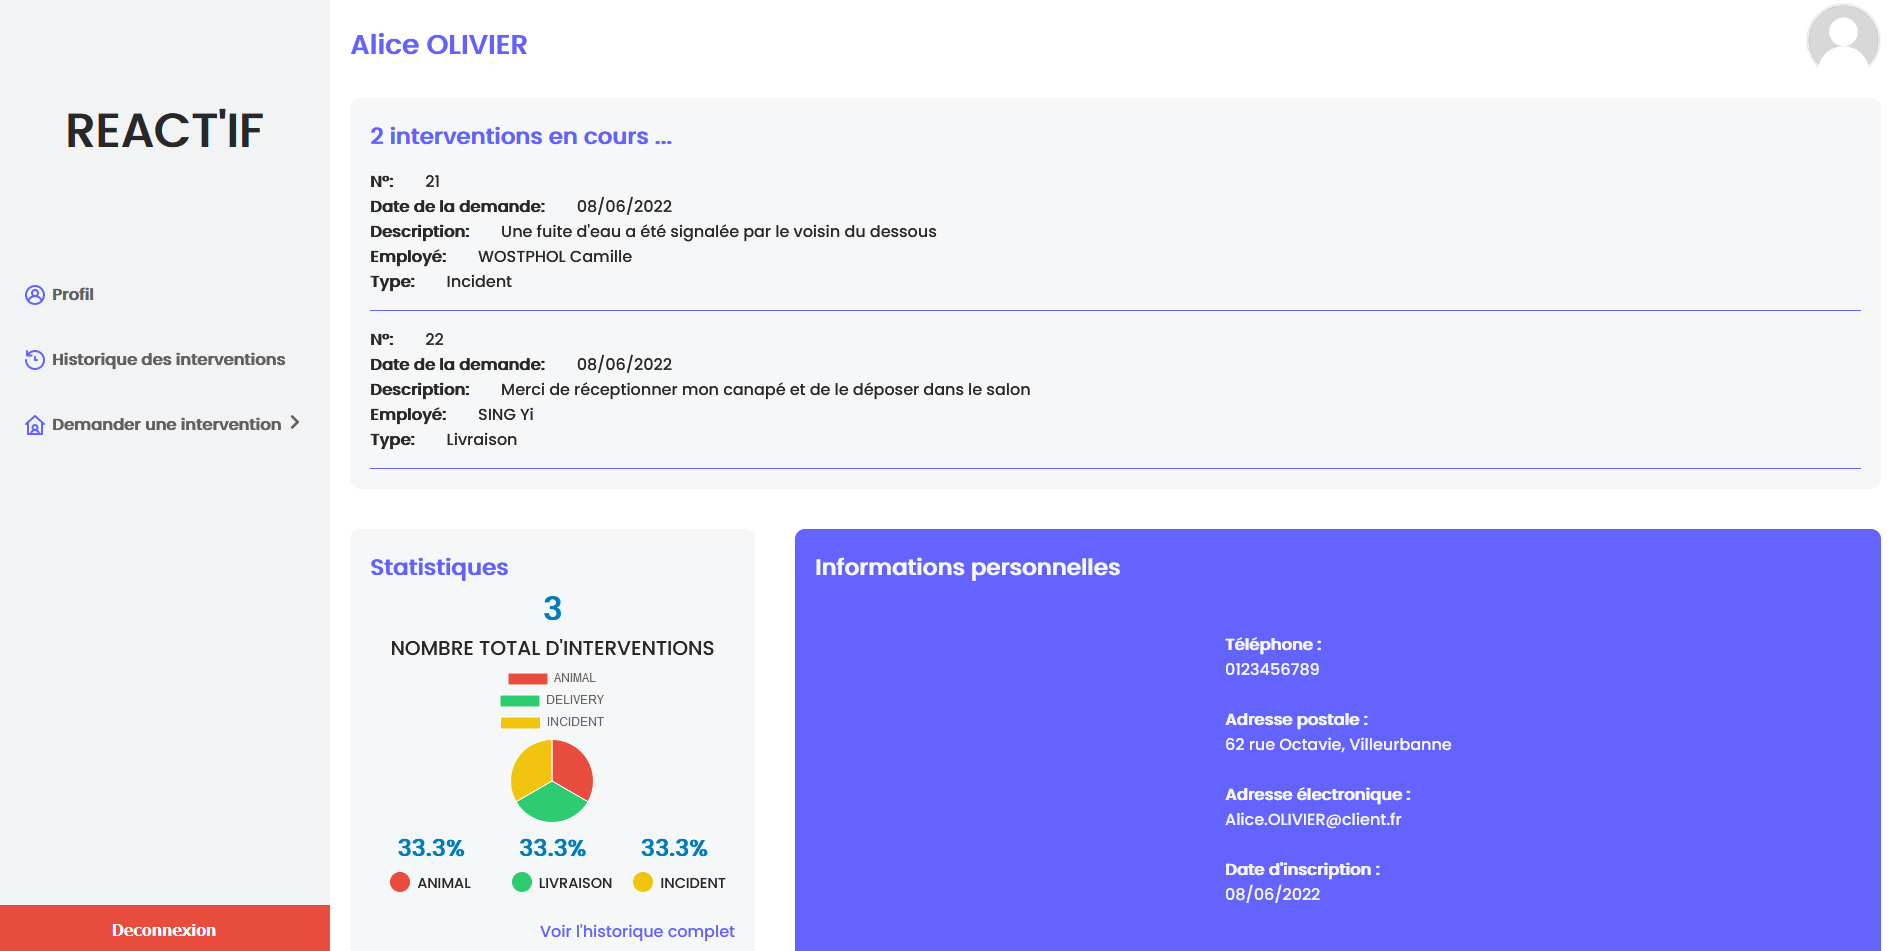 REACT'IF
Profil
Historique des interventions
Demander une intervention
Deconnexion
Alice OLIVIER
2 interventions en cours ...
N°: 21
Date de la demande: 08/06/2022
Description: Une fuite d'eau a été signalée par le voisin du dessous
Employé: WOSTPHOL Camille
Type: Incident
N°: 22
Date de la demande: 08/06/2022
Description: Merci de réceptionner mon canapé et de le déposer dans le salon
Employé: SING Yi
Type: Livraison
Statistiques
3
NOMBRE TOTAL D'INTERVENTIONS
ANIMAL
DELIVERY
INCIDENT
33.3% 33.3% 33.3%
ANIMAL LIVRAISON INCIDENT
Voir l'historique complet
Informations personnelles
Téléphone :
0123456789
Adresse postale :
62 rue Octavie, Villeurbanne
Adresse électronique :
Alice.OLIVIER@client.fr
Date d'inscription :
08/06/2022